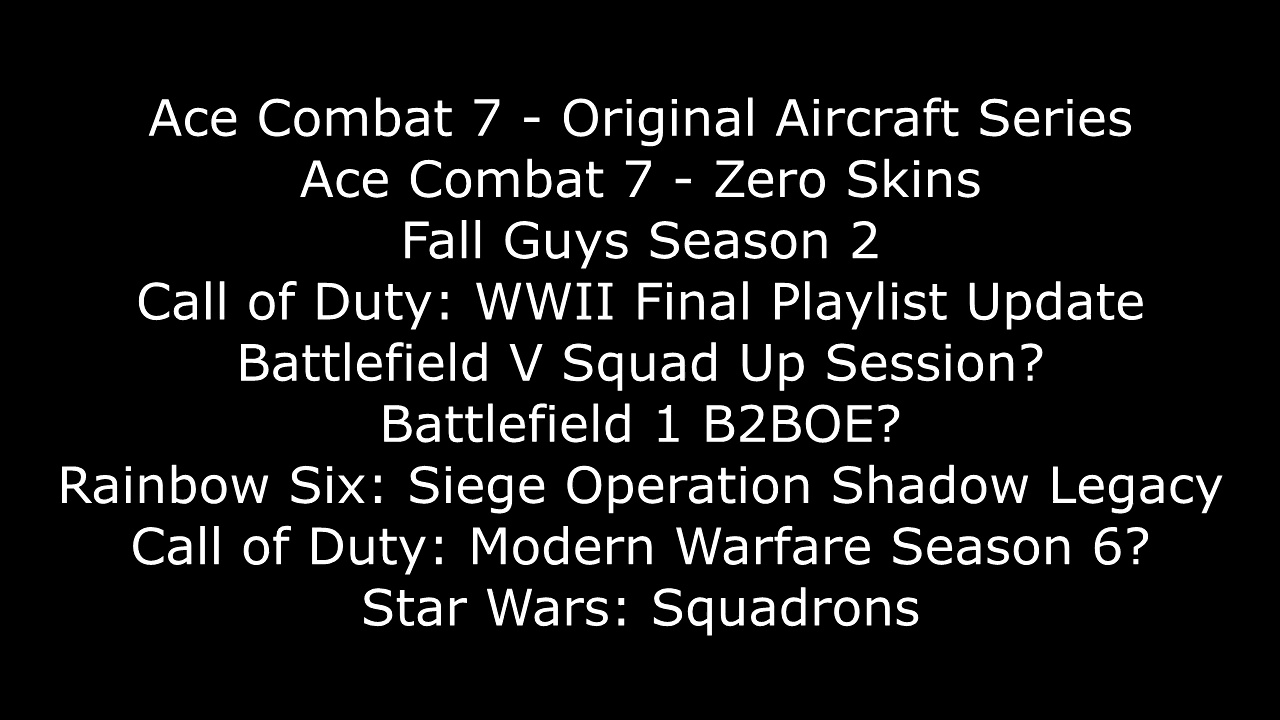 Ace Combat 7 - Original Aircraft Series
Ace Combat 7 - Zero Skins
Fall Guys Season 2
Call of Duty: WWII Final Playlist Update
Battlefield V Squad Up Session?
Battlefield 1 B2BOE?
Rainbow Six: Siege Operation Shadow Legacy
Call of Duty: Modern Warfare Season 6?
Star Wars: Squadrons